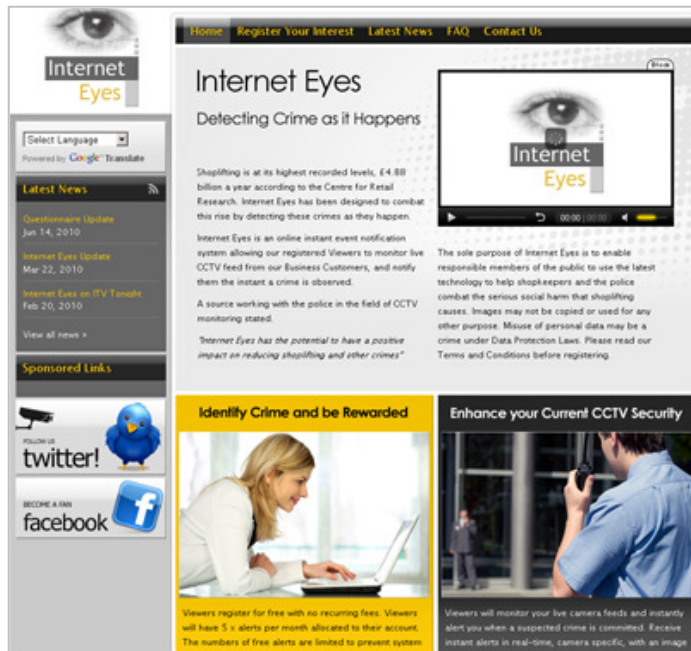 Internet
Eyes
Select Language
Powered by Google™ Translate
Latest News
Questionnaire Update
Jun 14, 2010
Internet Eyes Update
Mar 22, 2010
Internet Eyes on ITV Tonight
Feb 20, 2010
View all news »
Sponsored Links
FOLLOW US
twitter!
BECOME A FAN
facebook
Home Register Your Interest Latest News FAQ Contact Us
Internet Eyes
Detecting Crime as it Happens
Shoplifting is at its highest recorded levels, £4.88
billion a year according to the Centre for Retail
Research. Internet Eyes has been designed to combat
this rise by detecting these crimes as they happen.
Internet Eyes is an online instant event notification
system allowing our registered Viewers to monitor live
CCTV feed from our Business Customers, and notify
them the instant a crime is observed.
A source working with the police in the field of CCTV
monitoring stated.
"Internet Eyes has the potential to have a positive
impact on reducing shoplifting and other crimes"
Internet
Eyes
00:00 | 00:00
The sole purpose of Internet Eyes is to enable
responsible members of the public to use the latest
technology to help shopkeepers and the police
combat the serious social harm that shoplifting
causes. Images may not be copied or used for any
other purpose. Misuse of personal data may be a
crime under Data Protection Laws. Please read our
Terms and Conditions before registering.
Identify Crime and be Rewarded
Viewers register for free with no recurring fees. Viewers
will have 5 x alerts per month allocated to their account.
The numbers of free alerts are limited to prevent system
Enhance your Current CCTV Security
Viewers will monitor your live camera feeds and instantly
alert you when a suspected crime is committed. Receive
instant alerts in real-time, camera specific, with an image